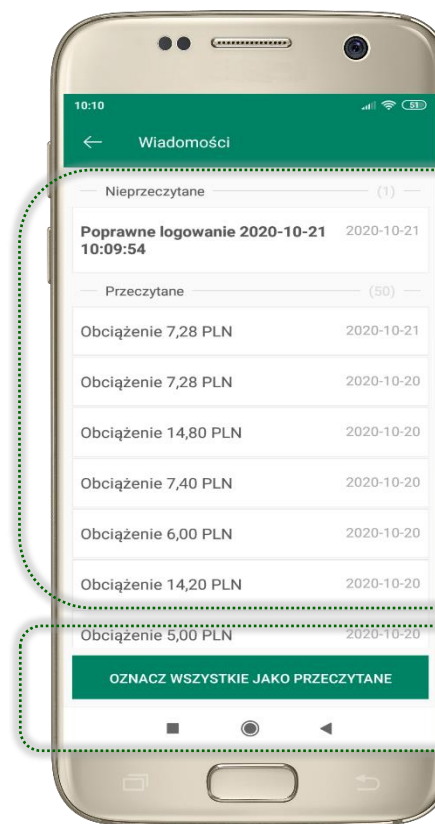 10:10
51
Wiadomości
Nieprzeczytane (1)
Poprawne logowanie 2020-10-21 2020-10-21
10:09:54
Przeczytane (50)
Obciążenie 7,28 PLN 2020-10-21
Obciążenie 7,28 PLN 2020-10-20
Obciążenie 14,80 PLN 2020-10-20
Obciążenie 7,40 PLN 2020-10-20
Obciążenie 6,00 PLN 2020-10-20
Obciążenie 14,20 PLN 2020-10-20
Obciążenie 5,00 PLN 2020-10-20
OZNACZ WSZYSTKIE JAKO PRZECZYTANE